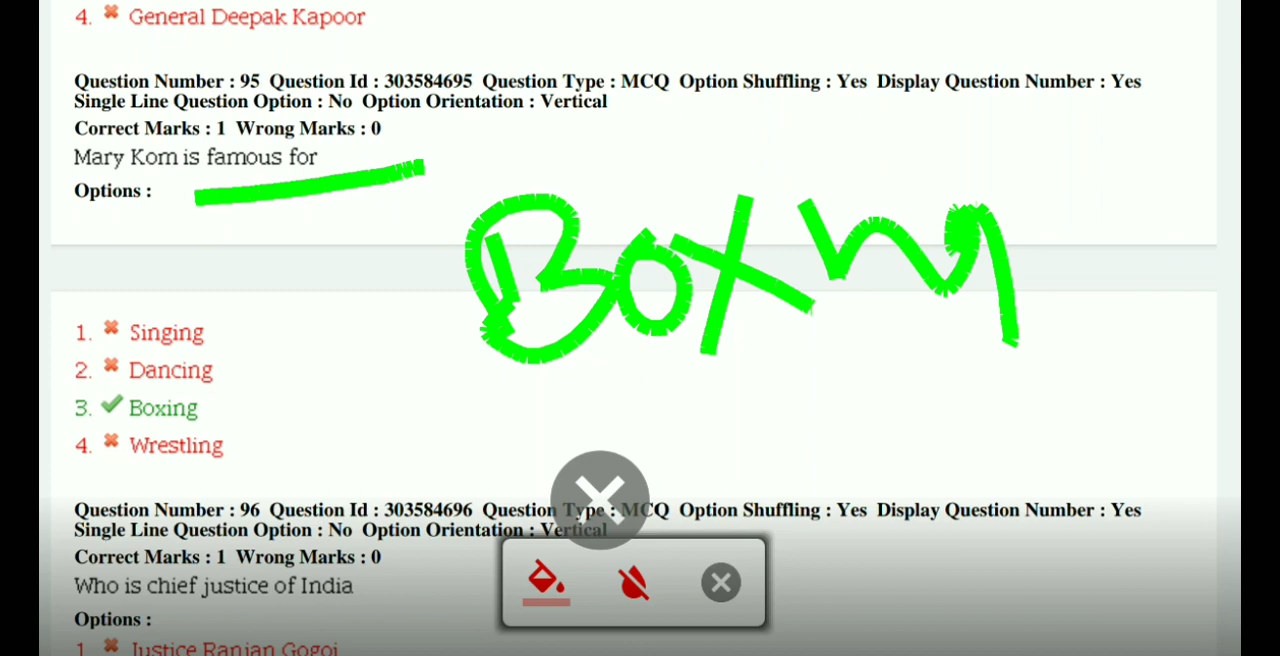 4. General Deepak Kapoor
Question Number : 95 Question Id : 303584695 Question Type : MCQ Option Shuffling : Yes Display Question Number : Yes
Single Line Question Option : No Option Orientation : Vertical
Correct Marks : 1 Wrong Marks : 0
Mary Kom is famous for
Options :
Boxing
1. Singing
2. Dancing
3. Boxing
4. Wrestling
Question Number : 96 Question Id : 303584696 Question Type : MCQ Option Shuffling : Yes Display Question Number : Yes
Single Line Question Option : No Option Orientation : Vertical
Correct Marks : 1 Wrong Marks : 0
Who is chief justice of India
Options :
1. Justice Ranjan Gogoi